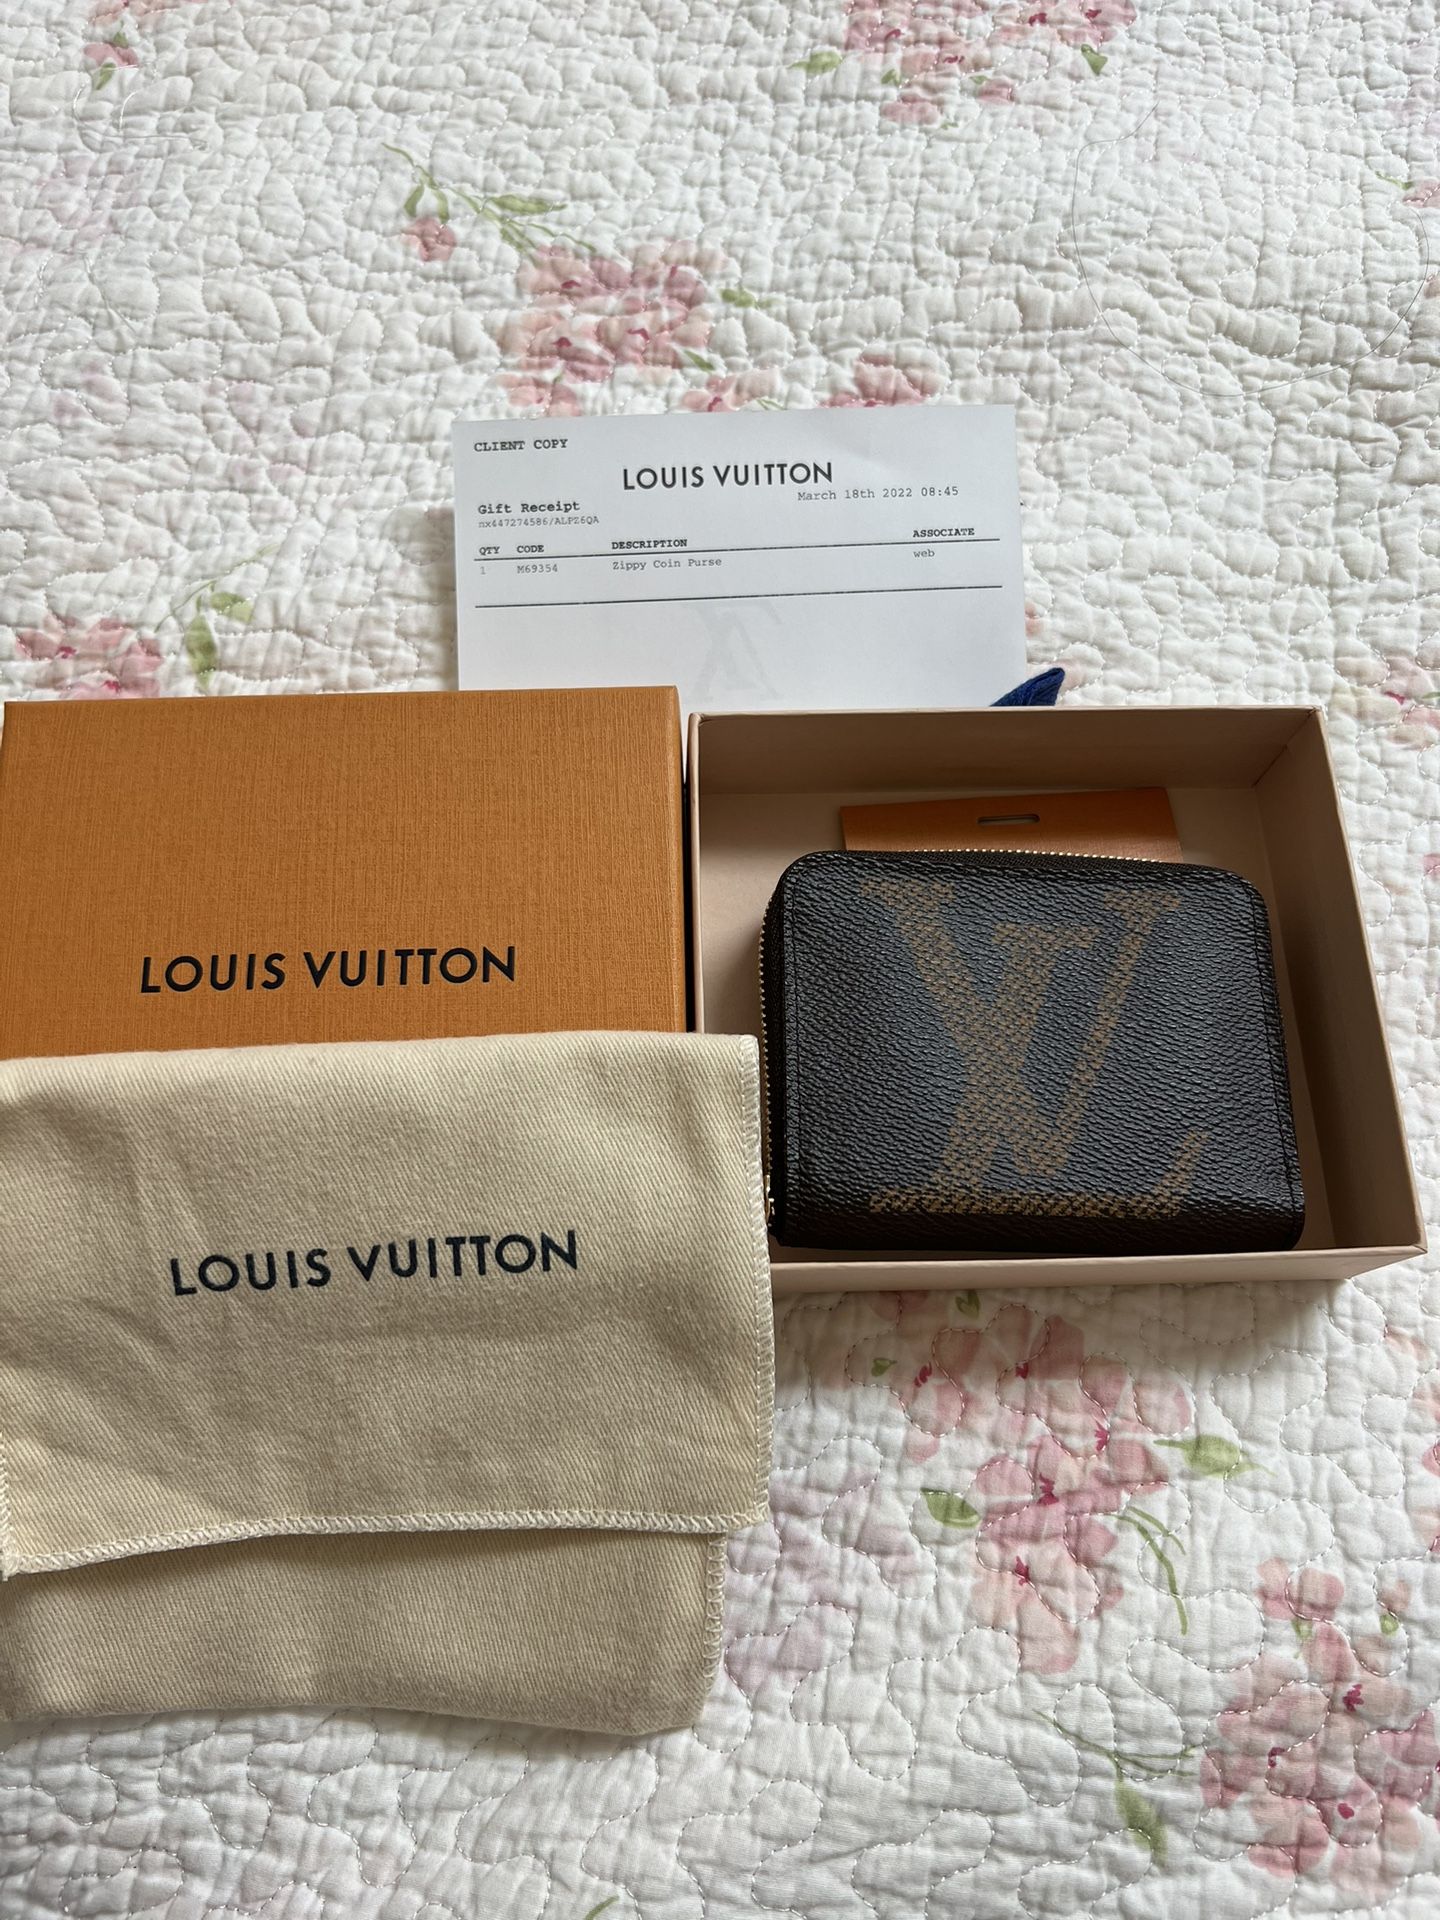 CLIENT COPY
LOUIS VUITTON
March 18th 2022 08:45
Gift Receipt
nx447274586/ALPZ6QA
QTY CODE DESCRIPTION ASSOCIATE
1 M69354 Zippy Coin Purse web
LOUIS VUITTON
LV
LOUIS VUITTON